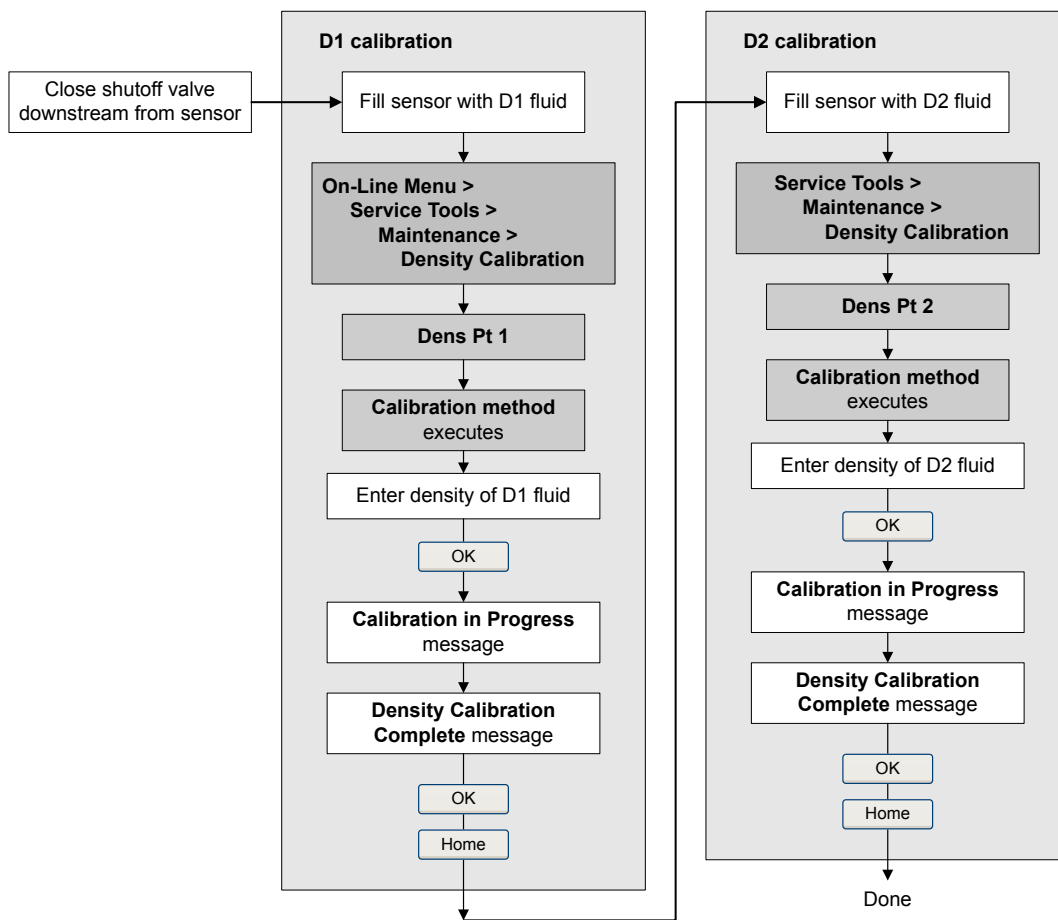 Close shutoff valve
downstream from sensor
D1 calibration
Fill sensor with D1 fluid
On-Line Menu >
Service Tools >
Maintenance >
Density Calibration
Dens Pt 1
Calibration method
executes
Enter density of D1 fluid
OK
Calibration in Progress
message
Density Calibration
Complete message
OK
Home
D2 calibration
Fill sensor with D2 fluid
Service Tools >
Maintenance >
Density Calibration
Dens Pt 2
Calibration method
executes
Enter density of D2 fluid
OK
Calibration in Progress
message
Density Calibration
Complete message
OK
Home
Done